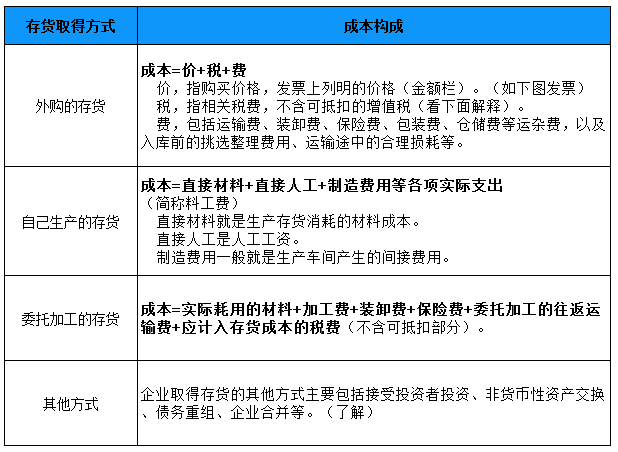 存货取得方式
成本构成
外购的存货
成本=价+税+费
价，指购买价格，发票上列明的价格（金额栏）。（如下图发票）
税，指相关税费，不含可抵扣的增值税（看下面解释）。
费，包括运输费、装卸费、保险费、包装费、仓储费等运杂费，以及
入库前的挑选整理费用、运输途中的合理损耗等。
自己生产的存货
成本=直接材料+直接人工+制造费用等各项实际支出
（简称料工费）
直接材料就是生产存货消耗的材料成本。
直接人工是人工工资。
制造费用一般就是生产车间产生的间接费用。
委托加工的存货
成本=实际耗用的材料+加工费+装卸费+保险费+委托加工的往返运
输费+应计入存货成本的税费（不含可抵扣部分）。
其他方式
企业取得存货的其他方式主要包括接受投资者投资、非货币性资产交换
、债务重组、企业合并等。（了解）